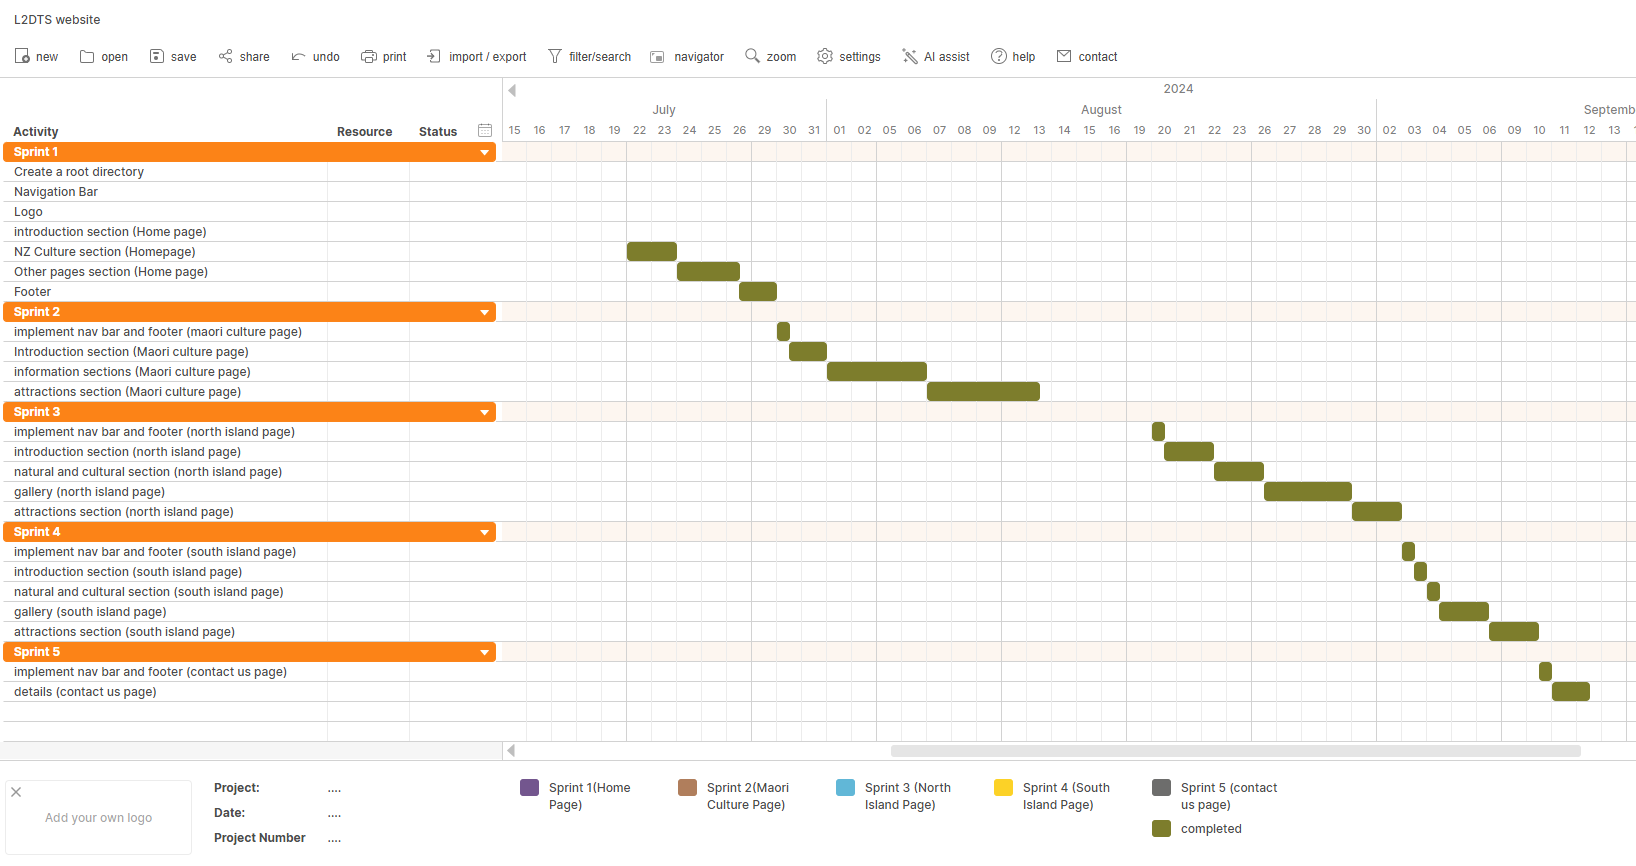 L2DTS website
new open save share undo print import / export filter/search navigator zoom settings AI assist help contact
2024
July August Septemb
Activity Resource Status 15 16 17 18 19 22 23 24 25 26 29 30 31 01 02 05 06 07 08 09 12 13 14 15 16 19 20 21 22 23 26 27 28 29 30 02 03 04 05 06 09 10 11 12 13
Sprint 1
Create a root directory
Navigation Bar
Logo
introduction section (Home page)
NZ Culture section (Homepage)
Other pages section (Home page)
Footer
Sprint 2
implement nav bar and footer (maori culture page)
Introduction section (Maori culture page)
information sections (Maori culture page)
attractions section (Maori culture page)
Sprint 3
implement nav bar and footer (north island page)
introduction section (north island page)
natural and cultural section (north island page)
gallery (north island page)
attractions section (north island page)
Sprint 4
implement nav bar and footer (south island page)
introduction section (south island page)
natural and cultural section (south island page)
gallery (south island page)
attractions section (south island page)
Sprint 5
implement nav bar and footer (contact us page)
details (contact us page)
Add your own logo
Project: ....
Date: ....
Project Number ....
Sprint 1(Home
Page)
Sprint 2(Maori
Culture Page)
Sprint 3 (North
Island Page)
Sprint 4 (South
Island Page)
Sprint 5 (contact
us page)
completed